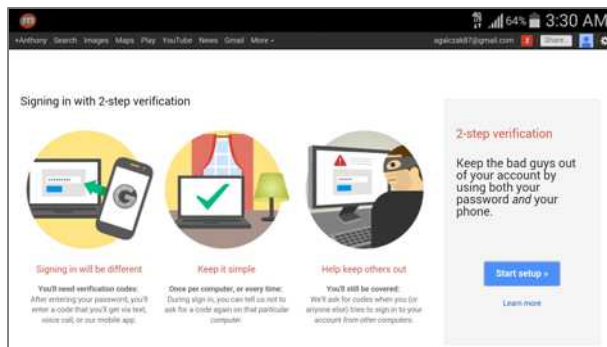 64% 3:30 AM
+Anthony Search Images Maps Play YouTube News Gmail More
agaiczak87@gmail.com Share...
Signing in with 2-step verification
Signing in will be different
You'll need verification codes:
After entering your password, you'll
enter a code that you'll get via text,
voice call, or our mobile app.
Keep it simple
Once per computer, or every time:
During sign in, you can tell us not to
ask for a code again on that particular
computer.
Help keep others out
You'll still be covered:
We'll ask for codes when you (or
anyone else) tries to sign in to your
account from other computers.
2-step verification
Keep the bad guys out
of your account by
using both your
password and your
phone.
Start setup »
Learn more